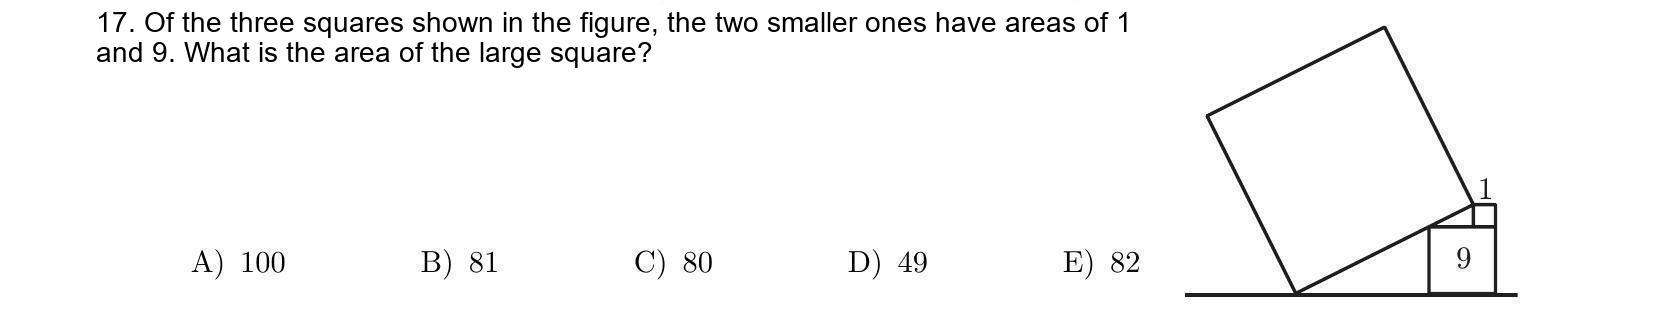 17. Of the three squares shown in the figure, the two smaller ones have areas of 1
and 9. What is the area of the large square?
1
A) 100 B) 81 C) 80 D) 49 E) 82
9